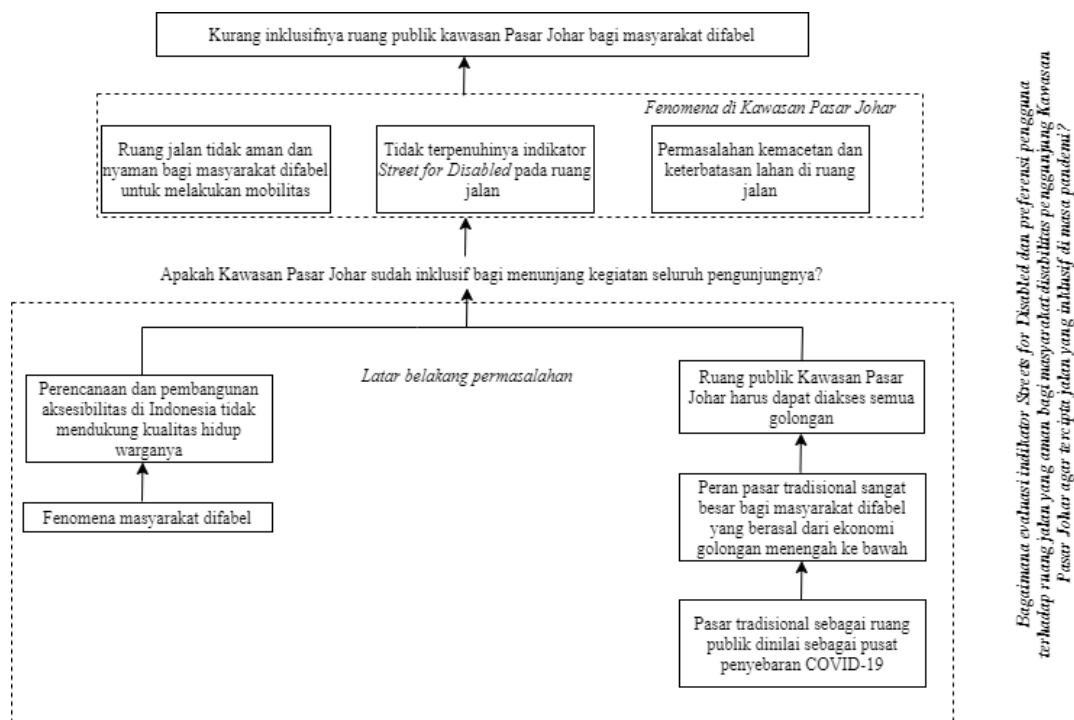 Kurang inklusifnya ruang publik kawasan Pasar Johar bagi masyarakat difabel
Fenomena di Kawasan Pasar Johar
Ruang jalan tidak aman dan
nyaman bagi masyarakat difabel
untuk melakukan mobilitas
Tidak terpenuhinya indikator
Street for Disabled pada ruang
jalan
Permasalahan kemacetan dan
keterbatasan lahan di ruang
jalan
Apakah Kawasan Pasar Johar sudah inklusif bagi menunjang kegiatan seluruh pengunjungnya?
Latar belakang permasalahan
Perencanaan dan pembangunan
aksesibilitas di Indonesia tidak
mendukung kualitas hidup
warganya
Fenomena masyarakat difabel
Ruang publik Kawasan Pasar
Johar harus dapat diakses semua
golongan
Peran pasar tradisional sangat
besar bagi masyarakat difabel
yang berasal dari ekonomi
golongan menengah ke bawah
Pasar tradisional sebagai ruang
publik dinilai sebagai pusat
penyebaran COVID-19
Bagaimana evaluasi indikator Streets for Disabled dan preferensi pengguna
terhadap ruang jalan yang aman bagi masyarakat disabilitas penggunjung Kawasan
Pasar Johar agar tercipta jalan yang inklusif di masa pandemi?